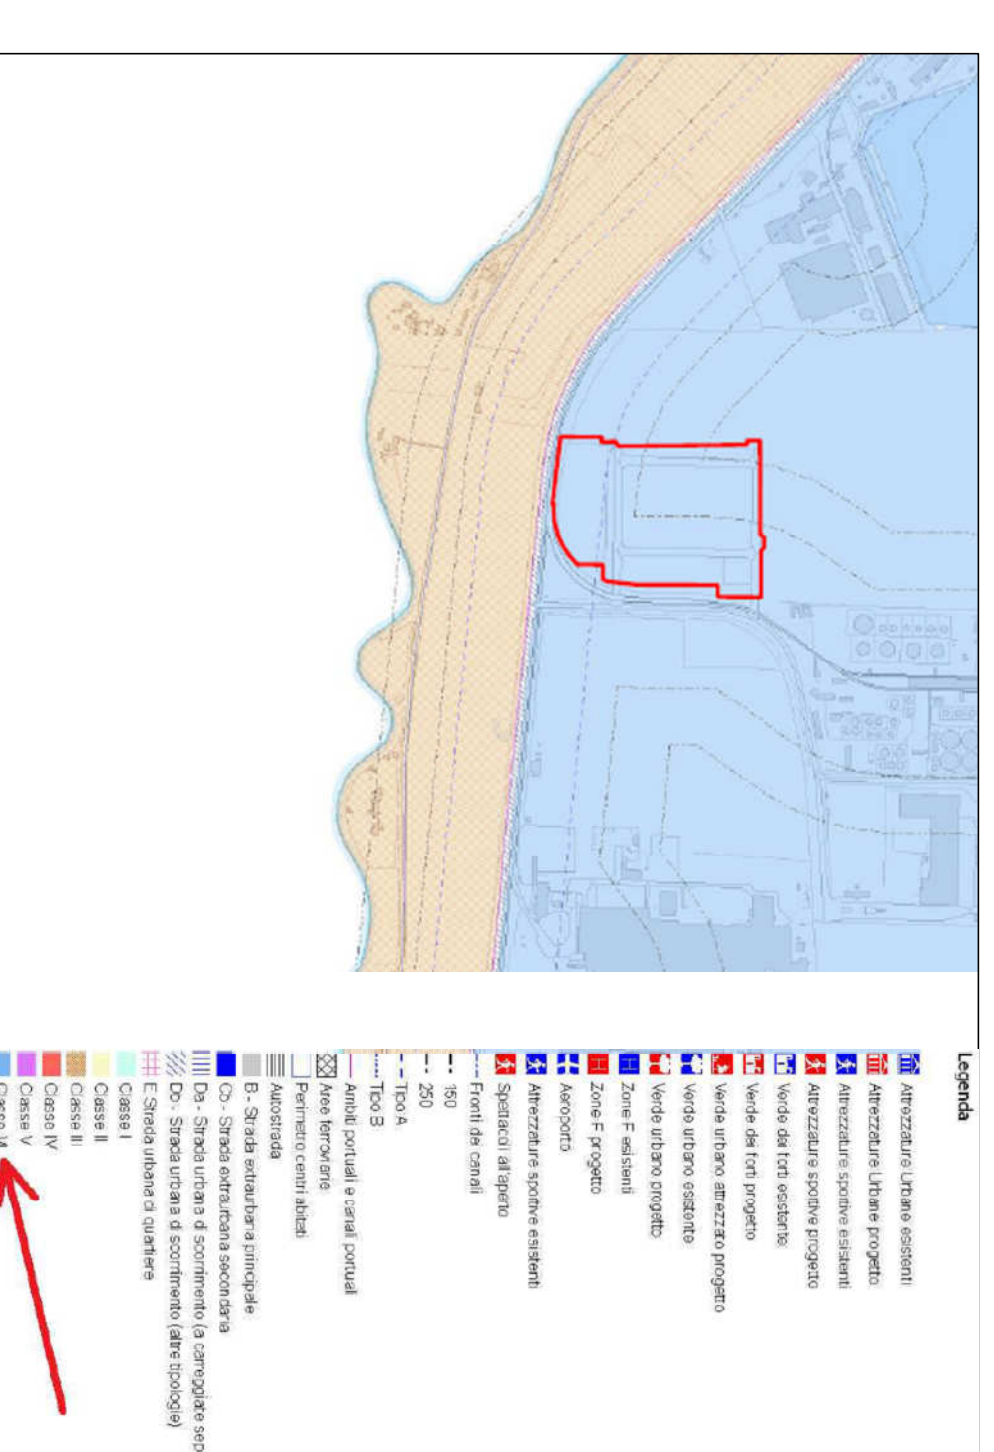 Legenda
Attrezzature Urbane esistenti
Attrezzature Urbane progetto
Attrezzature sportive esistenti
Attrezzature sportive progetto
Verde dei forti esistente
Verde dei forti progetto
Verde urbano attrezzato progetto
Verde urbano esistente
Verde urbano progetto
Zone F esistenti
Zone F progetto
Aeroporto
Attrezzature sportive esistenti
Spettacoli all'aperto
Fronti dei canali
150
250
Tipo A
Tipo B
Ambiti portuali e canali portuali
Aree ferroviarie
Perimetro centri abitati
Autostrada
B - Strada extraurbana principale
Cb - Strada extraurbana secondaria
Da - Strada urbana di scorrimento (a carreggiate sep
Db - Strada urbana di scorrimento (altre tipologie)
E Strada urbana di quartiere
Classe I
Classe II
Classe III
Classe IV
Classe V
Classe VI